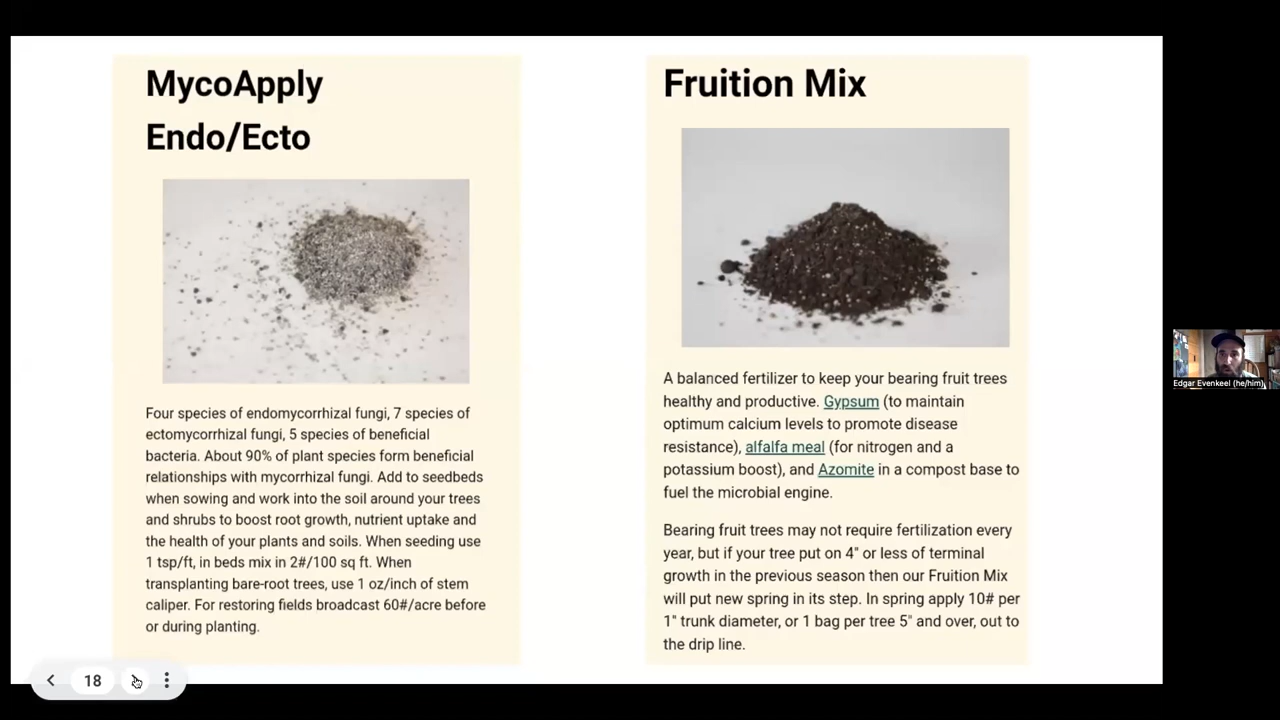 MycoApply
Endo/Ecto
Four species of endomycorrhizal fungi, 7 species of
ectomycorrhizal fungi, 5 species of beneficial
bacteria. About 90% of plant species form beneficial
relationships with mycorrhizal fungi. Add to seedbeds
when sowing and work into the soil around your trees
and shrubs to boost root growth, nutrient uptake and
the health of your plants and soils. When seeding use
1 tsp/ft, in beds mix in 2#/100 sq ft. When
transplanting bare-root trees, use 1 oz/inch of stem
caliper. For restoring fields broadcast 60#/acre before
or during planting.
Fruition Mix
A balanced fertilizer to keep your bearing fruit trees
healthy and productive. Gypsum (to maintain
optimum calcium levels to promote disease
resistance), alfalfa meal (for nitrogen and a
potassium boost), and Azomite in a compost base to
fuel the microbial engine.
Bearing fruit trees may not require fertilization every
year, but if your tree put on 4" or less of terminal
growth in the previous season then our Fruition Mix
will put new spring in its step. In spring apply 10# per
1" trunk diameter, or 1 bag per tree 5" and over, out to
the drip line.
18
Edgar Evenkeel (he/him)